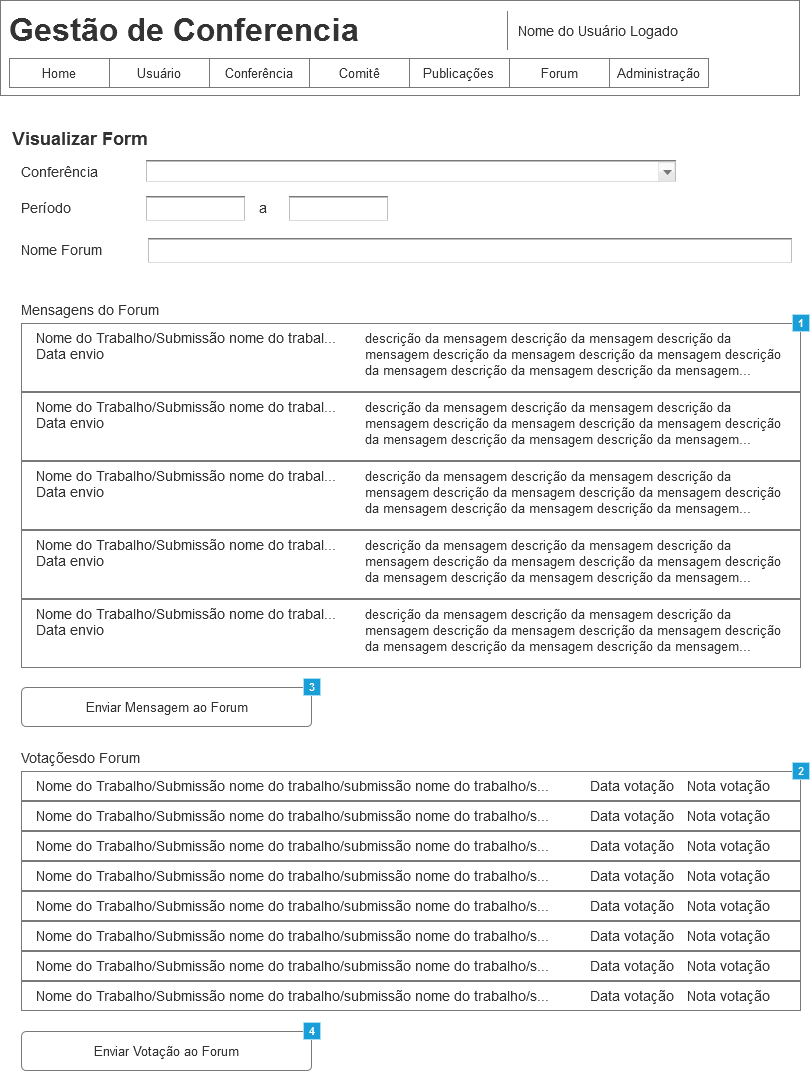 Gestão de Conferencia
Nome do Usuário Logado
Home Usuário Conferência Comitê Publicações Forum Administração
Visualizar Form
Conferência
Período a
Nome Forum
Mensagens do Forum
1
Nome do Trabalho/Submissão nome do trabal... descrição da mensagem descrição da mensagem descrição da
Data envio mensagem descrição da mensagem descrição da mensagem descrição
da mensagem descrição da mensagem descrição da mensagem...
Nome do Trabalho/Submissão nome do trabal... descrição da mensagem descrição da mensagem descrição da
Data envio mensagem descrição da mensagem descrição da mensagem descrição
da mensagem descrição da mensagem descrição da mensagem...
Nome do Trabalho/Submissão nome do trabal... descrição da mensagem descrição da mensagem descrição da
Data envio mensagem descrição da mensagem descrição da mensagem descrição
da mensagem descrição da mensagem descrição da mensagem...
Nome do Trabalho/Submissão nome do trabal... descrição da mensagem descrição da mensagem descrição da
Data envio mensagem descrição da mensagem descrição da mensagem descrição
da mensagem descrição da mensagem descrição da mensagem...
Nome do Trabalho/Submissão nome do trabal... descrição da mensagem descrição da mensagem descrição da
Data envio mensagem descrição da mensagem descrição da mensagem descrição
da mensagem descrição da mensagem descrição da mensagem...
3
Enviar Mensagem ao Forum
Votaçõesdo Forum
2
Nome do Trabalho/Submissão nome do trabalho/submissão nome do trabalho/s... Data votação Nota votação
Nome do Trabalho/Submissão nome do trabalho/submissão nome do trabalho/s... Data votação Nota votação
Nome do Trabalho/Submissão nome do trabalho/submissão nome do trabalho/s... Data votação Nota votação
Nome do Trabalho/Submissão nome do trabalho/submissão nome do trabalho/s... Data votação Nota votação
Nome do Trabalho/Submissão nome do trabalho/submissão nome do trabalho/s... Data votação Nota votação
Nome do Trabalho/Submissão nome do trabalho/submissão nome do trabalho/s... Data votação Nota votação
Nome do Trabalho/Submissão nome do trabalho/submissão nome do trabalho/s... Data votação Nota votação
Nome do Trabalho/Submissão nome do trabalho/submissão nome do trabalho/s... Data votação Nota votação
4
Enviar Votação ao Forum